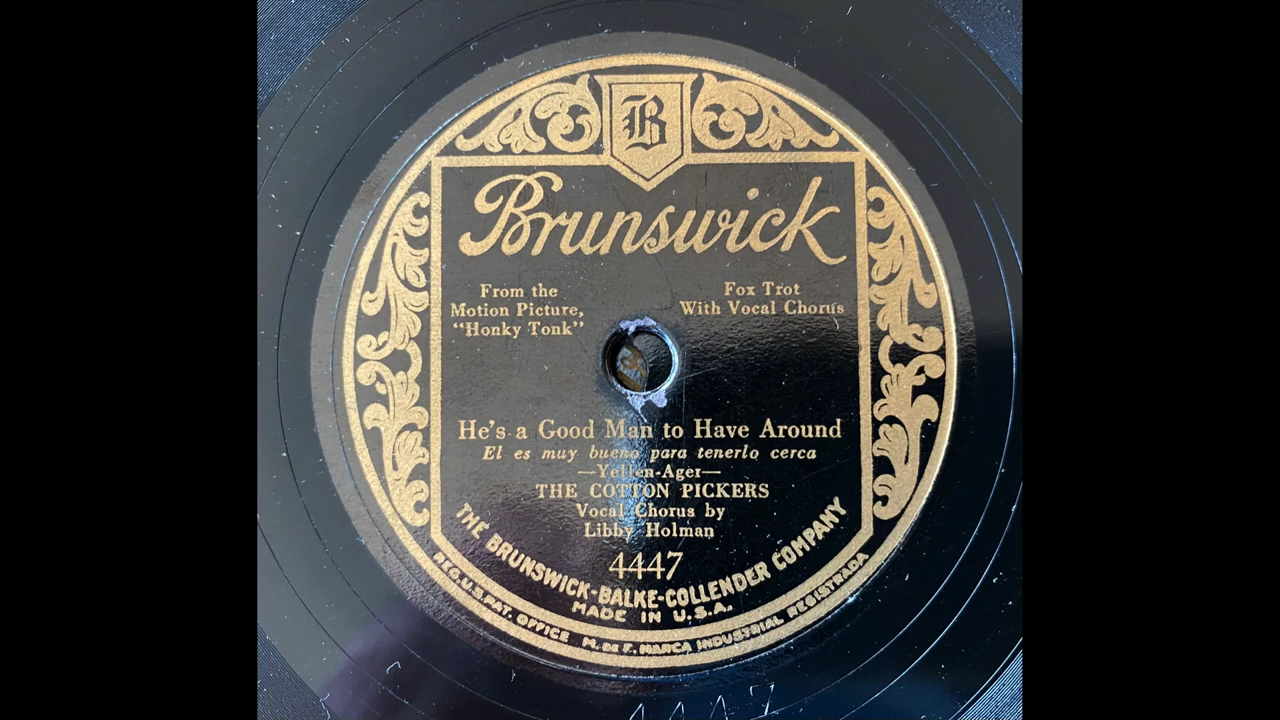 B
Brunswick
From the
Motion Picture,
"Honky Tonk"
Fox Trot
With Vocal Chorus
He's a Good Man to Have Around
El es muy bueno para tenerlo cerca
—Yellen-Ager—
THE COTTON PICKERS
Vocal Chorus by
Libby Holman
4447
THE BRUNSWICK-BALKE-COLLENDER COMPANY
MADE IN U.S.A.
REG.U.S.PAT. OFFICE M. DE F. MARCA INDUSTRIAL REGISTRADA
4447